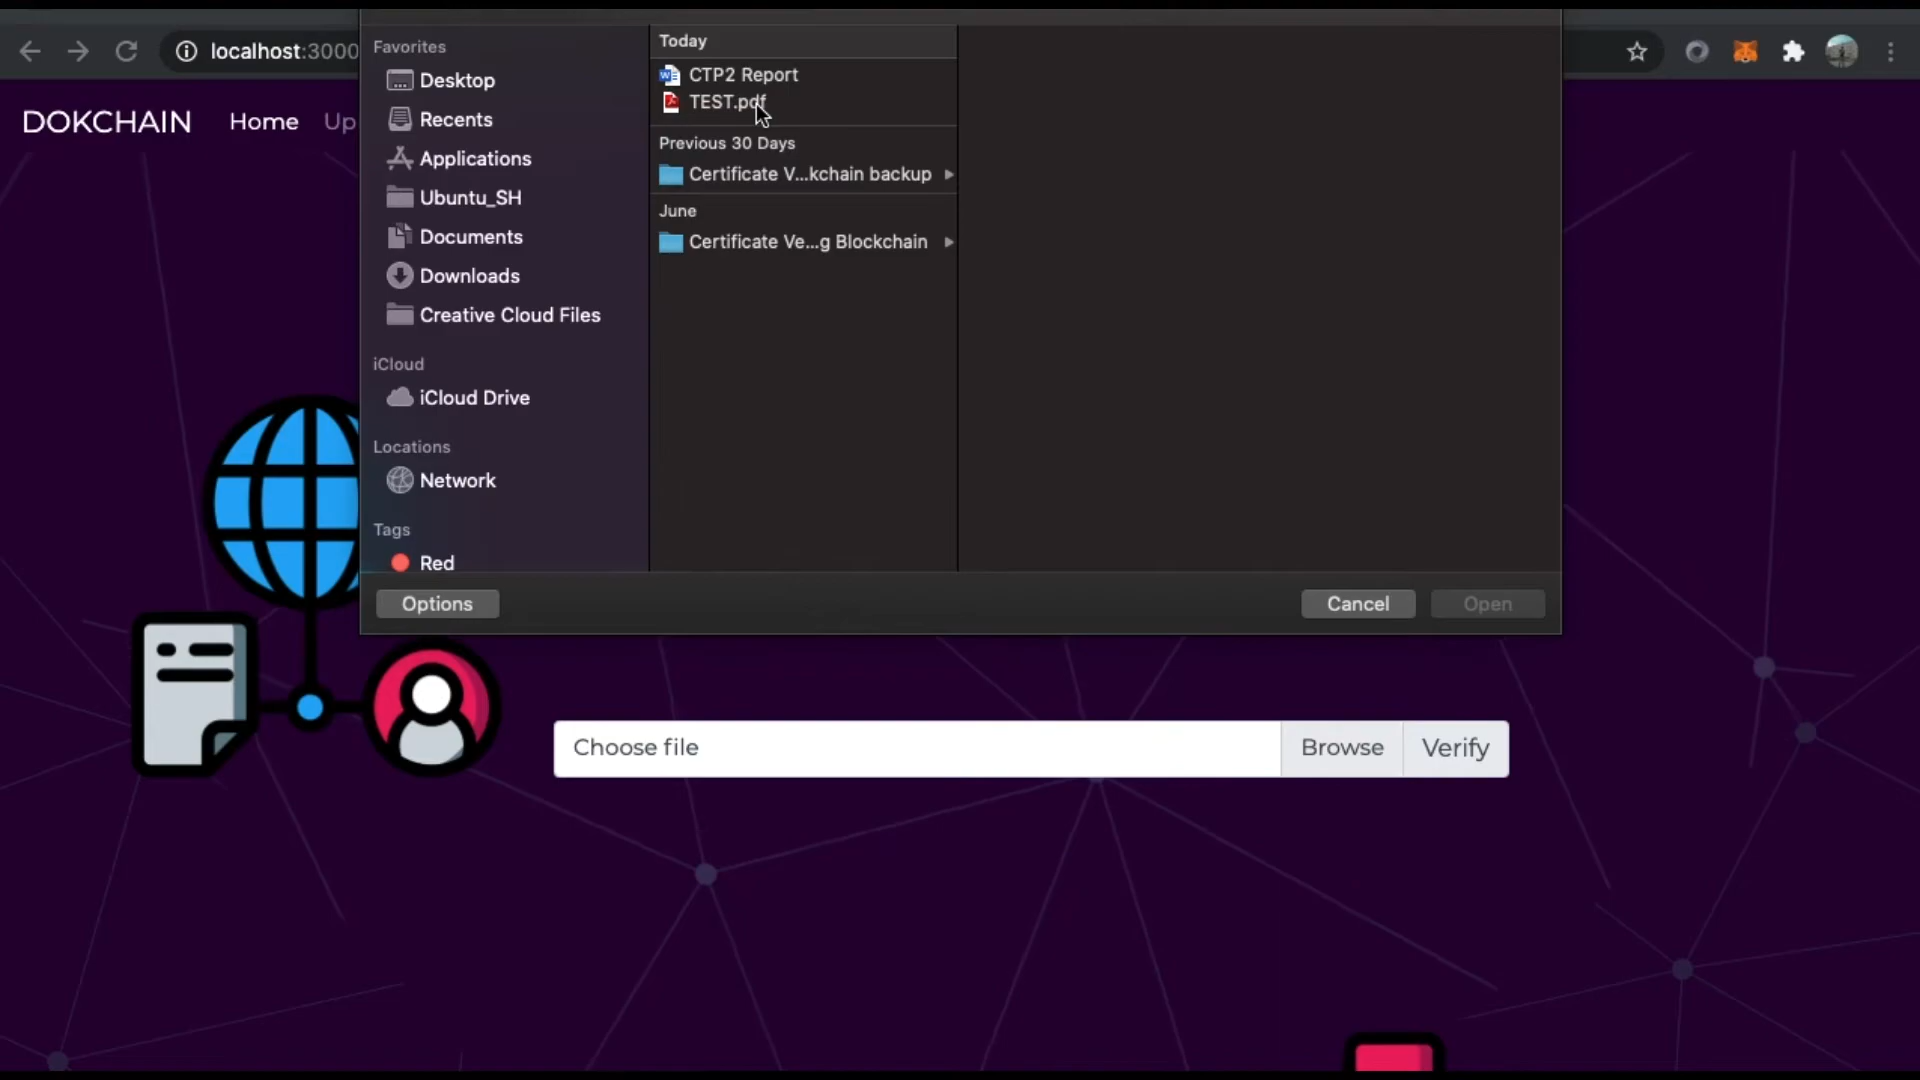 localhost:3000
DOKCHAIN
Home
Up
Favorites
Desktop
Recents
Applications
Ubuntu_SH
Documents
Downloads
Creative Cloud Files
iCloud
iCloud Drive
Locations
Network
Tags
Red
Today
CTP2 Report
TEST.pdf
Previous 30 Days
Certificate V...kchain backup
June
Certificate Ve...g Blockchain
Options
Cancel
Open
Choose file
Browse
Verify